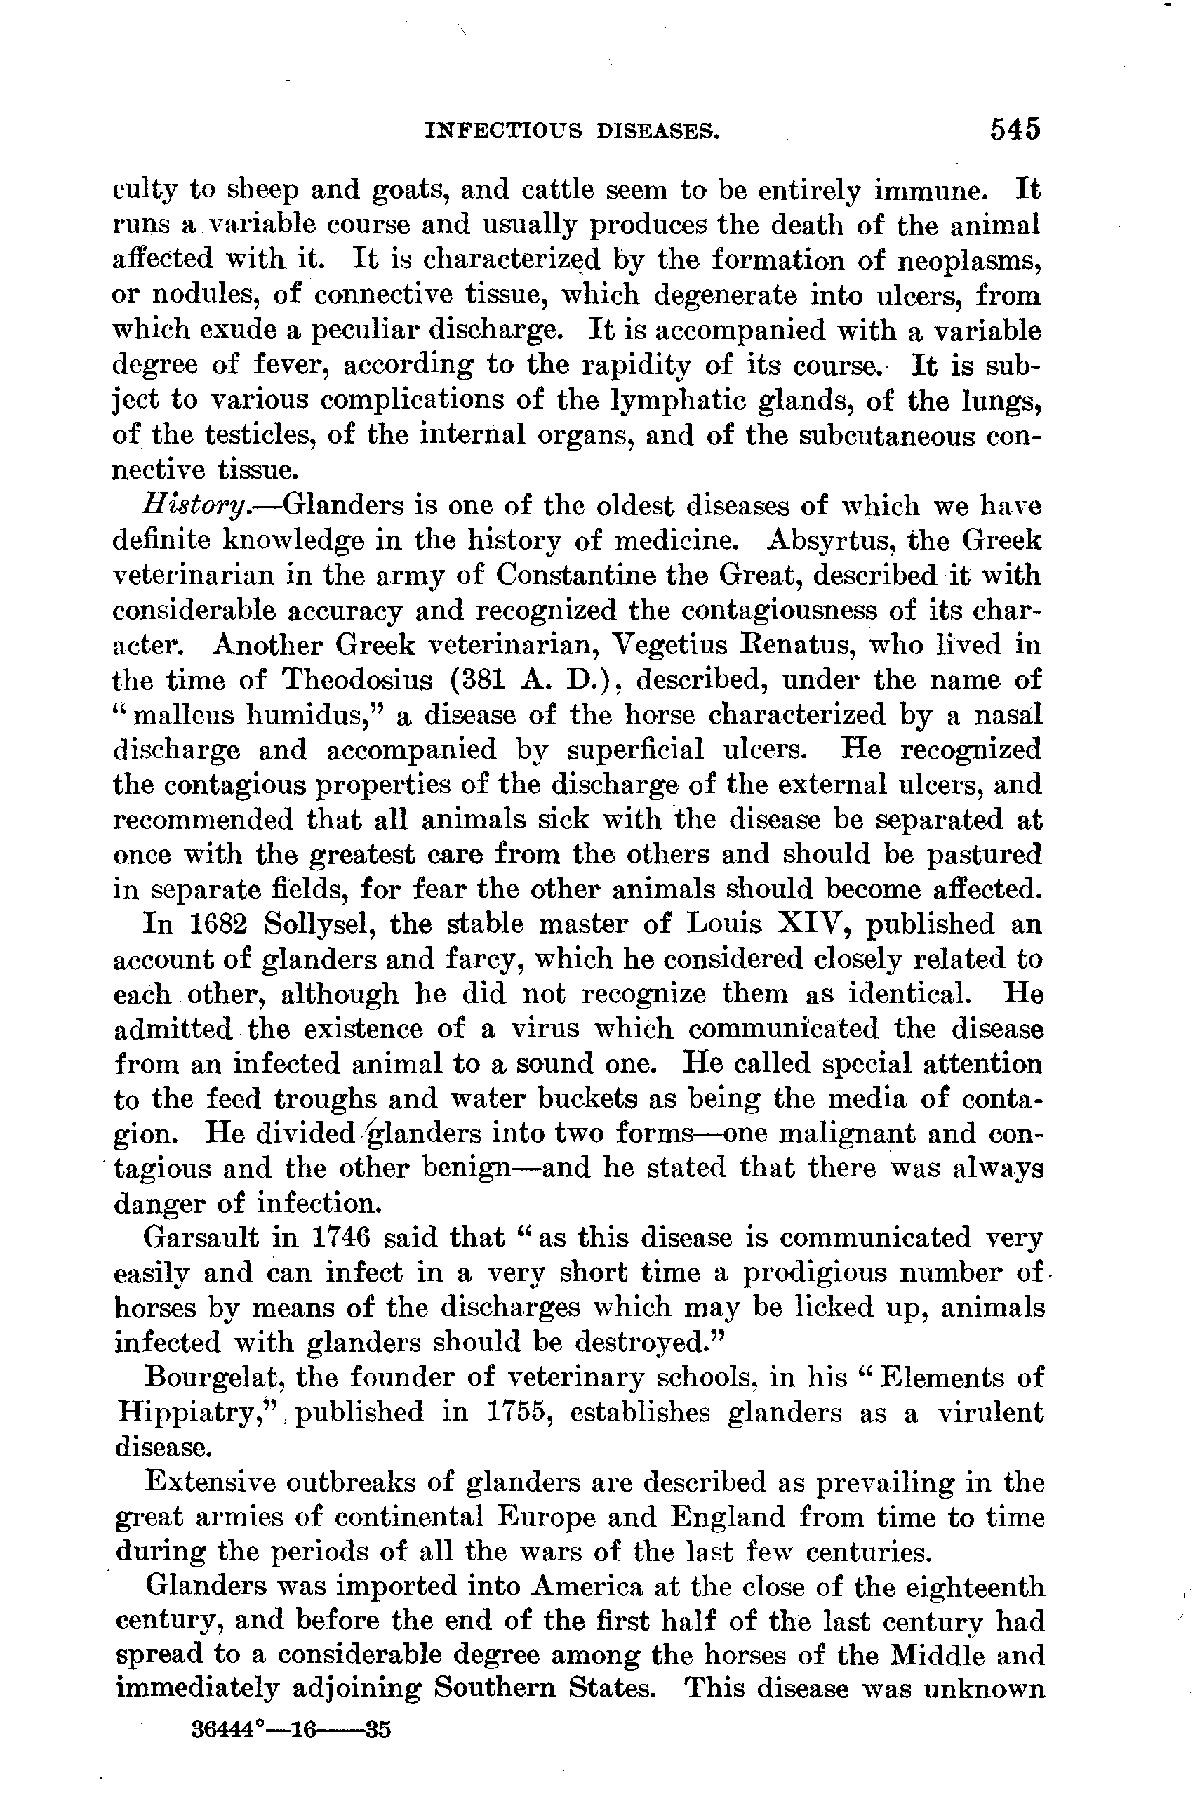 INFECTIOUS DISEASES. 545
culty to sheep and goats, and cattle seem to be entirely immune. It
runs a variable course and usually produces the death of the animal
affected with it. It is characterized by the formation of neoplasms,
or nodules, of connective tissue, which degenerate into ulcers, from
which exude a peculiar discharge. It is accompanied with a variable
degree of fever, according to the rapidity of its course. It is sub-
ject to various complications of the lymphatic glands, of the lungs,
of the testicles, of the internal organs, and of the subcutaneous con-
nective tissue.
History.—Glanders is one of the oldest diseases of which we have
definite knowledge in the history of medicine. Absyrtus, the Greek
veterinarian in the army of Constantine the Great, described it with
considerable accuracy and recognized the contagiousness of its char-
acter. Another Greek veterinarian, Vegetius Renatus, who lived in
the time of Theodosius (381 A. D.), described, under the name of
“malleus humidus,” a disease of the horse characterized by a nasal
discharge and accompanied by superficial ulcers. He recognized
the contagious properties of the discharge of the external ulcers, and
recommended that all animals sick with the disease be separated at
once with the greatest care from the others and should be pastured
in separate fields, for fear the other animals should become affected.
In 1682 Sollysel, the stable master of Louis XIV, published an
account of glanders and farcy, which he considered closely related to
each other, although he did not recognize them as identical. He
admitted the existence of a virus which communicated the disease
from an infected animal to a sound one. He called special attention
to the feed troughs and water buckets as being the media of conta-
gion. He divided glanders into two forms—one malignant and con-
tagious and the other benign—and he stated that there was always
danger of infection.
Garsault in 1746 said that “as this disease is communicated very
easily and can infect in a very short time a prodigious number of
horses by means of the discharges which may be licked up, animals
infected with glanders should be destroyed.”
Bourgelat, the founder of veterinary schools, in his “Elements of
Hippiatry,” published in 1755, establishes glanders as a virulent
disease.
Extensive outbreaks of glanders are described as prevailing in the
great armies of continental Europe and England from time to time
during the periods of all the wars of the last few centuries.
Glanders was imported into America at the close of the eighteenth
century, and before the end of the first half of the last century had
spread to a considerable degree among the horses of the Middle and
immediately adjoining Southern States. This disease was unknown
36444°—16——35